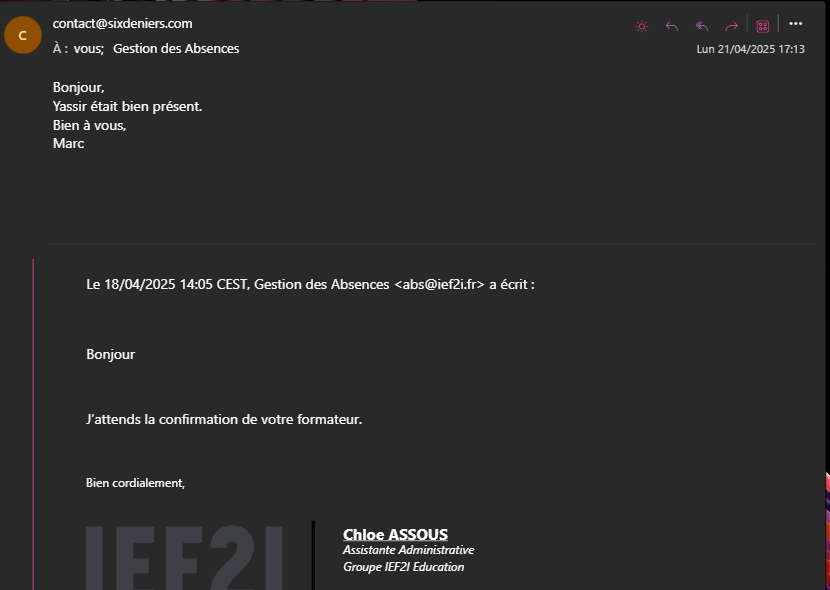 C
contact@sixdeniers.com
À : vous; Gestion des Absences
Lun 21/04/2025 17:13
Bonjour,
Yassir était bien présent.
Bien à vous,
Marc
Le 18/04/2025 14:05 CEST, Gestion des Absences <abs@ief2i.fr> a écrit :
Bonjour
J'attends la confirmation de votre formateur.
Bien cordialement,
IEF2I
Chloe ASSOUS
Assistante Administrative
Groupe IEF2I Education